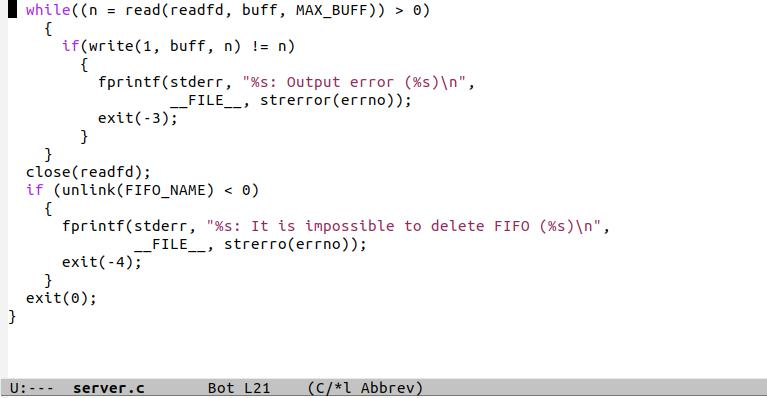 while((n = read(readfd, buff, MAX_BUFF)) > 0)
{
if(write(1, buff, n) != n)
{
fprintf(stderr, "%s: Output error (%s)\n",
__FILE__, strerror(errno));
exit(-3);
}
}
close(readfd);
if (unlink(FIFO_NAME) < 0)
{
fprintf(stderr, "%s: It is impossible to delete FIFO (%s)\n",
__FILE__, strerro(errno));
exit(-4);
}
exit(0);
}
U:--- server.c Bot L21 (C/*l Abbrev)